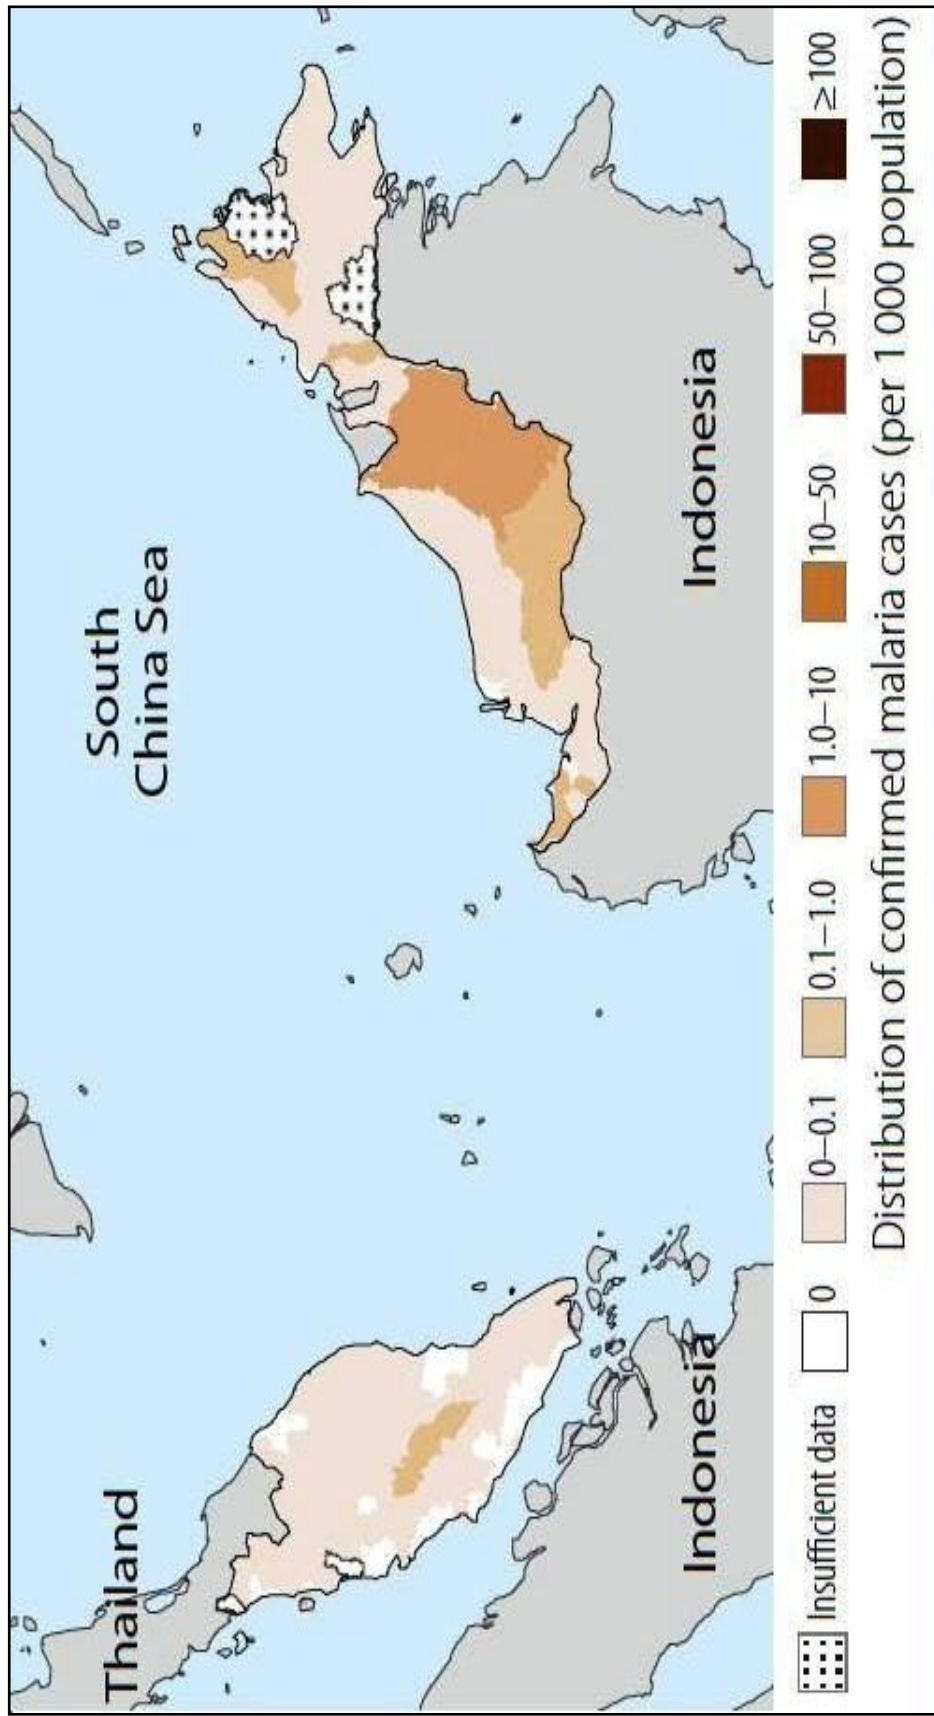 Thailand
South
China Sea
Indonesia
Indonesia
Insufficient data 0 0–0.1 0.1–1.0 1.0–10 10–50 50–100 ≥100
Distribution of confirmed malaria cases (per 1 000 population)